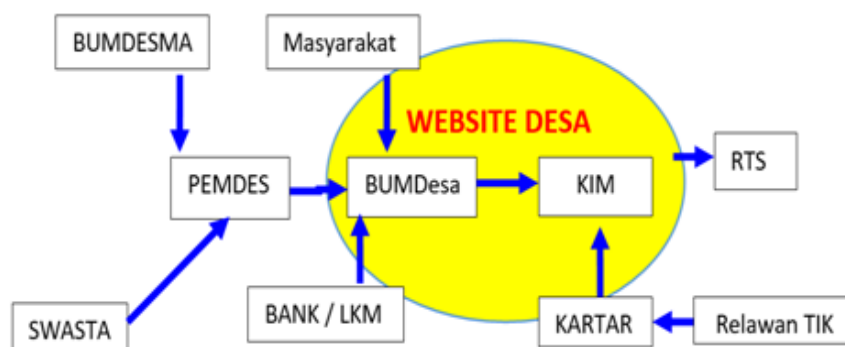 BUMDESMA
Masyarakat
WEBSITE DESA
PEMDES
BUMDesa
KIM
RTS
SWASTA
BANK / LKM
KARTAR
Relawan TIK